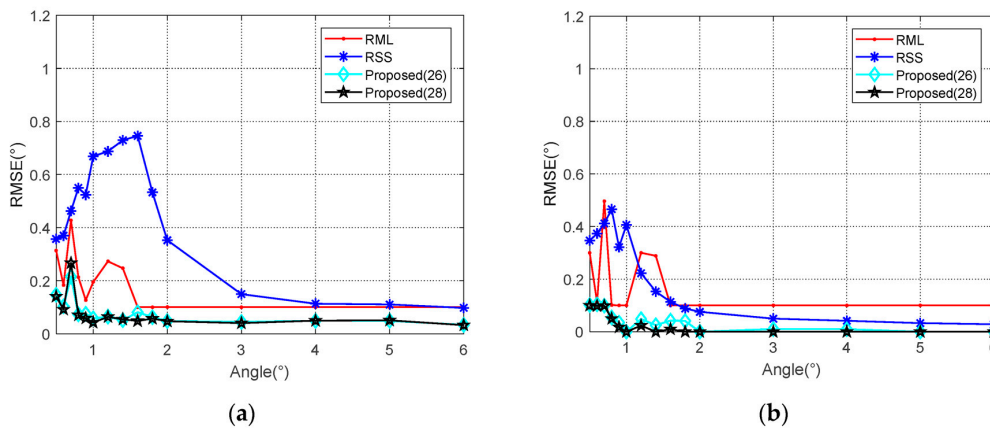 1.2
1
0.8
0.6
0.4
0.2
0
RMSE(°)
RML
RSS
Proposed(26)
Proposed(28)
1 2 3 4 5 6
Angle(°)
(a)
1.2
1
0.8
0.6
0.4
0.2
0
RMSE(°)
RML
RSS
Proposed(26)
Proposed(28)
1 2 3 4 5
Angle(°)
(b)